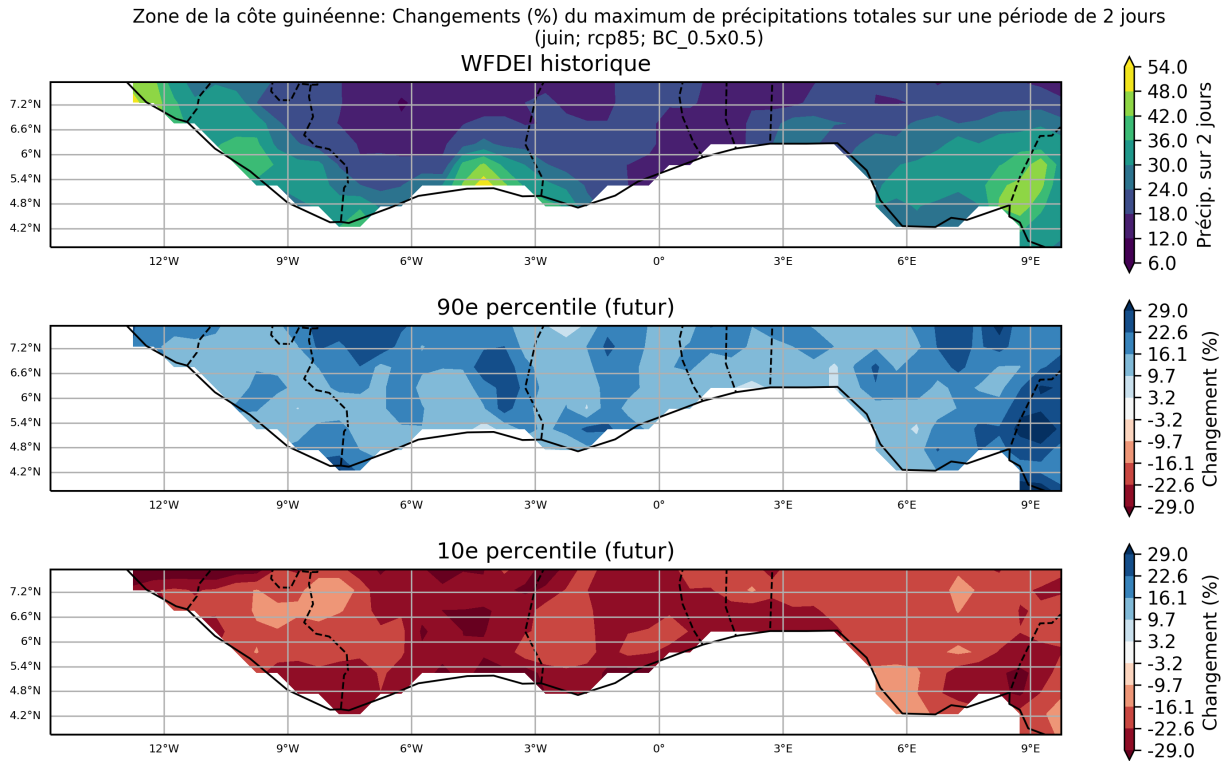 Zone de la côte guinéenne: Changements (%) du maximum de précipitations totales sur une période de 2 jours
(juin; rcp85; BC_0.5x0.5)
WFDEI historique
7.2°N
6.6°N
6°N
5.4°N
4.8°N
4.2°N
12°W 9°W 6°W 3°W 0° 3°E 6°E 9°E
54.0
48.0
42.0
36.0
30.0
24.0
18.0
12.0
6.0
Précip. sur 2 jours
90e percentile (futur)
7.2°N
6.6°N
6°N
5.4°N
4.8°N
4.2°N
12°W 9°W 6°W 3°W 0° 3°E 6°E 9°E
29.0
22.6
16.1
9.7
3.2
-3.2
-9.7
-16.1
-22.6
-29.0
Changement (%)
10e percentile (futur)
7.2°N
6.6°N
6°N
5.4°N
4.8°N
4.2°N
12°W 9°W 6°W 3°W 0° 3°E 6°E 9°E
29.0
22.6
16.1
9.7
3.2
-3.2
-9.7
-16.1
-22.6
-29.0
Changement (%)